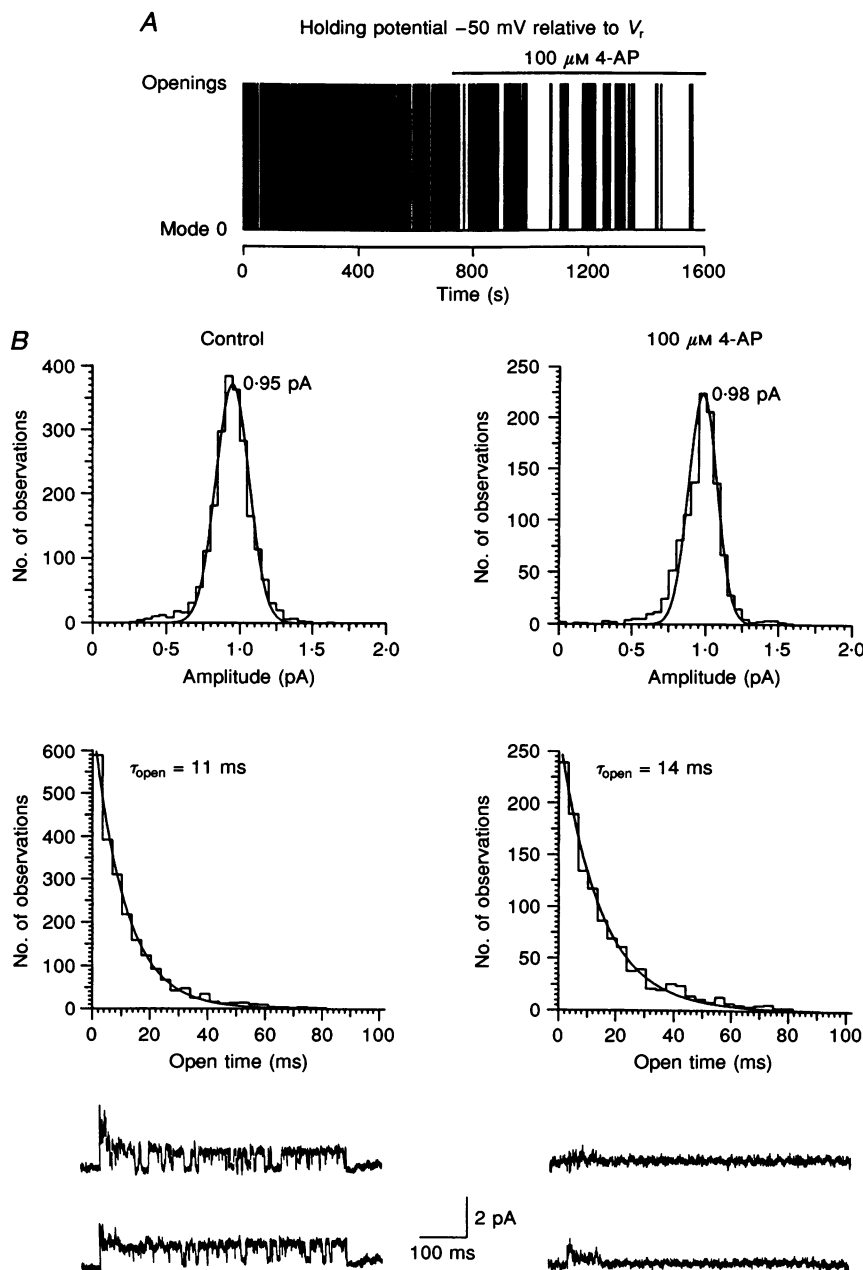 A
Holding potential −50 mV relative to Vr
100 μM 4-AP
Openings
Mode 0
0 400 800 1200 1600
Time (s)
B
Control
100 μM 4-AP
400
300
200
100
0
No. of observations
0·95 pA
0 0·5 1·0 1·5 2·0
Amplitude (pA)
250
200
150
100
50
0
No. of observations
0·98 pA
0 0·5 1·0 1·5 2·0
Amplitude (pA)
600
500
400
300
200
100
0
No. of observations
τopen = 11 ms
0 20 40 60 80 100
Open time (ms)
250
200
150
100
50
0
No. of observations
τopen = 14 ms
0 20 40 60 80 100
Open time (ms)
2 pA
100 ms